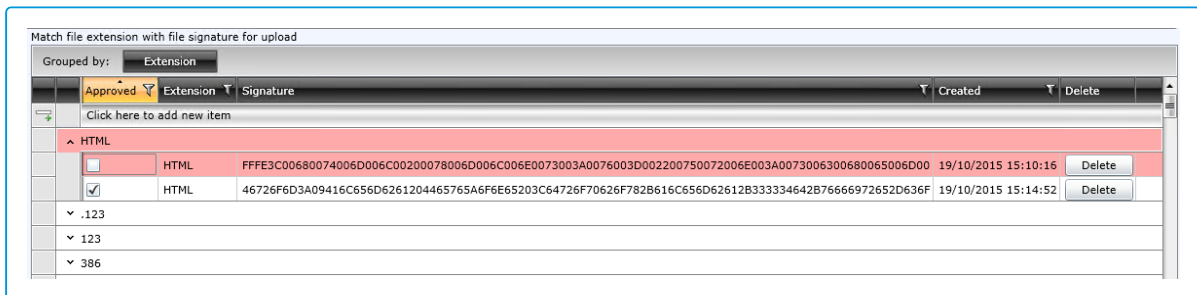 Match file extension with file signature for upload
Grouped by: Extension
Approved Extension Signature Created Delete
Click here to add new item
HTML
HTML FFFE3C00680074006D006C00200078006D006C006E0073003A0076003D002200750072006E003A0073006300680065006D00 19/10/2015 15:10:16 Delete
HTML 46726F6D3A09416C656D6261204465765A6F6E65203C64726F70626F782B616C656D62612B333334642B76666972652D636F 19/10/2015 15:14:52 Delete
.123
123
386